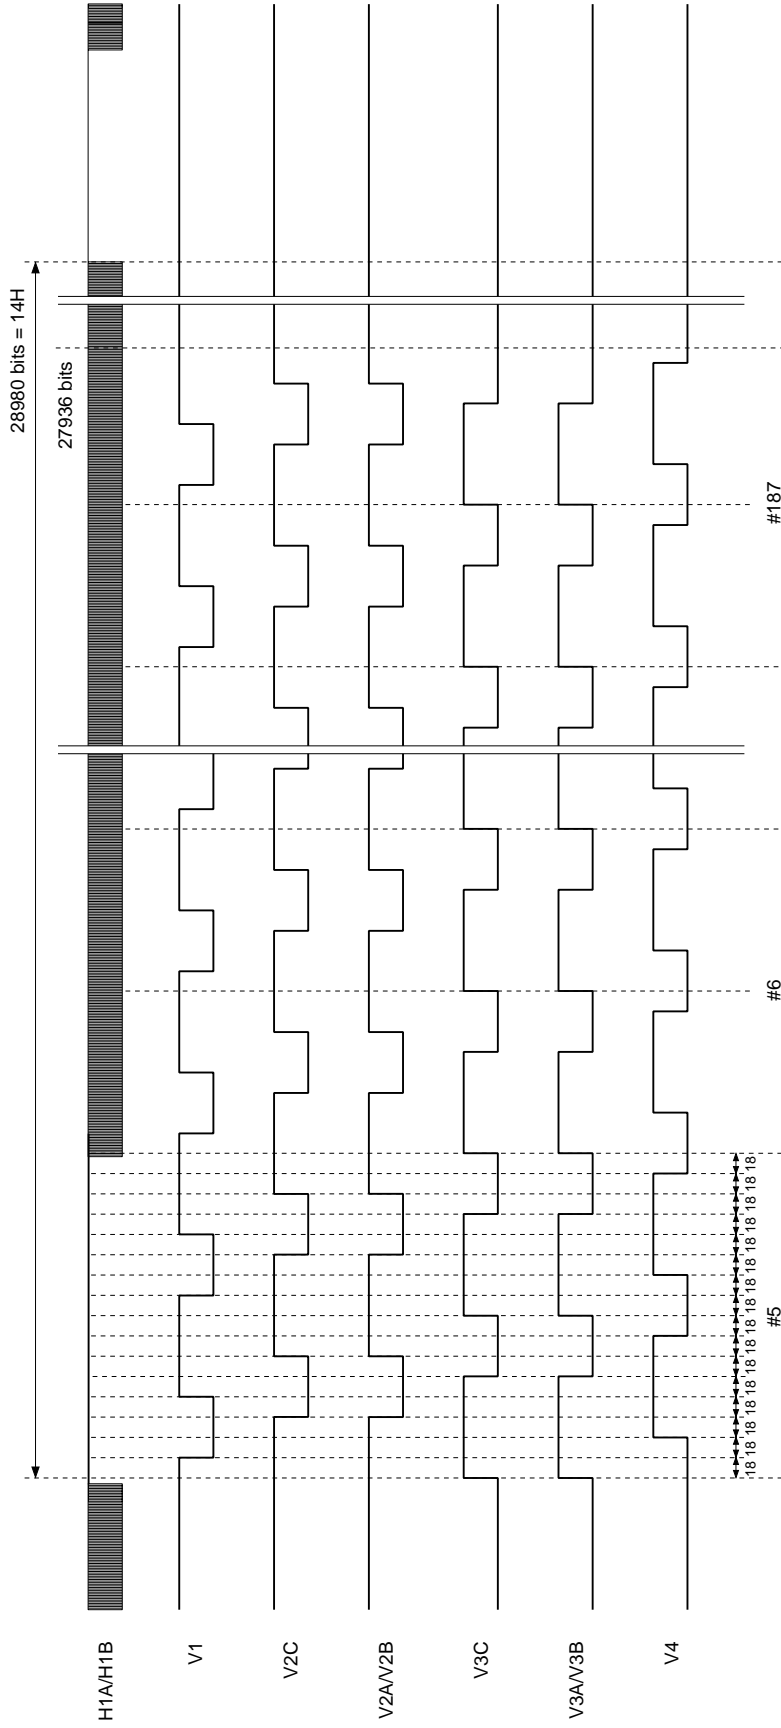 28980 bits = 14H
27936 bits
H1A/H1B
V1
V2C
V2A/V2B
V3C
V3A/V3B
V4
18 18 18 18 18 18 18 18 18 18 18 18 18 18 18 18
#5 #6 #187